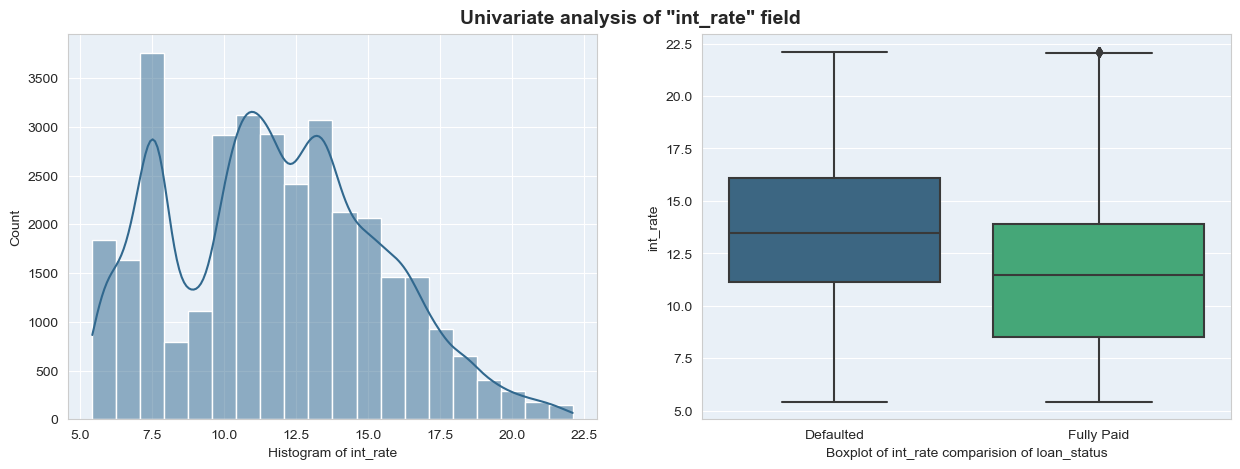 Univariate analysis of "int_rate" field
3500
3000
2500
2000
1500
1000
500
0
Count
5.0 7.5 10.0 12.5 15.0 17.5 20.0 22.5
Histogram of int_rate
22.5
20.0
17.5
15.0
12.5
10.0
7.5
5.0
int_rate
Defaulted Fully Paid
Boxplot of int_rate comparision of loan_status